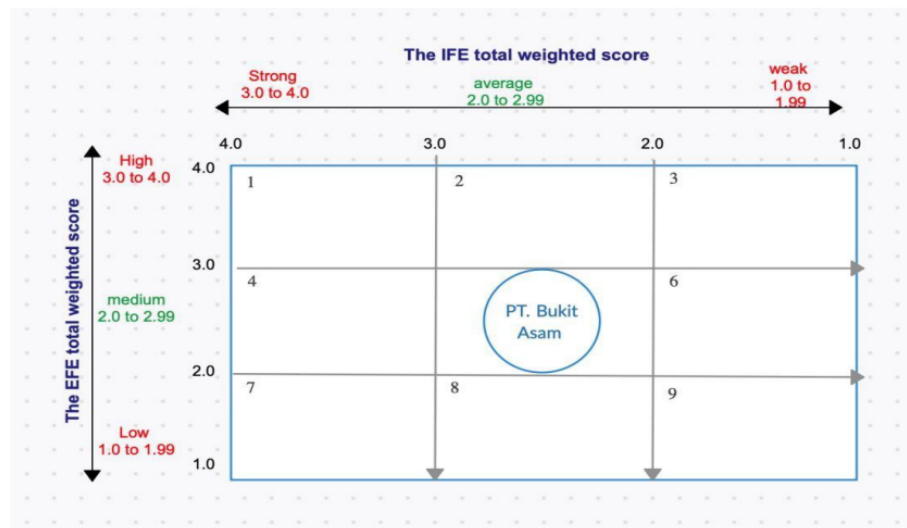 The IFE total weighted score
Strong
3.0 to 4.0
average
2.0 to 2.99
weak
1.0 to
1.99
4.0
3.0
2.0
1.0
The EFE total weighted score
High
3.0 to 4.0
4.0
1
2
3
3.0
4
6
medium
2.0 to 2.99
PT. Bukit
Asam
2.0
7
8
9
Low
1.0 to 1.99
1.0